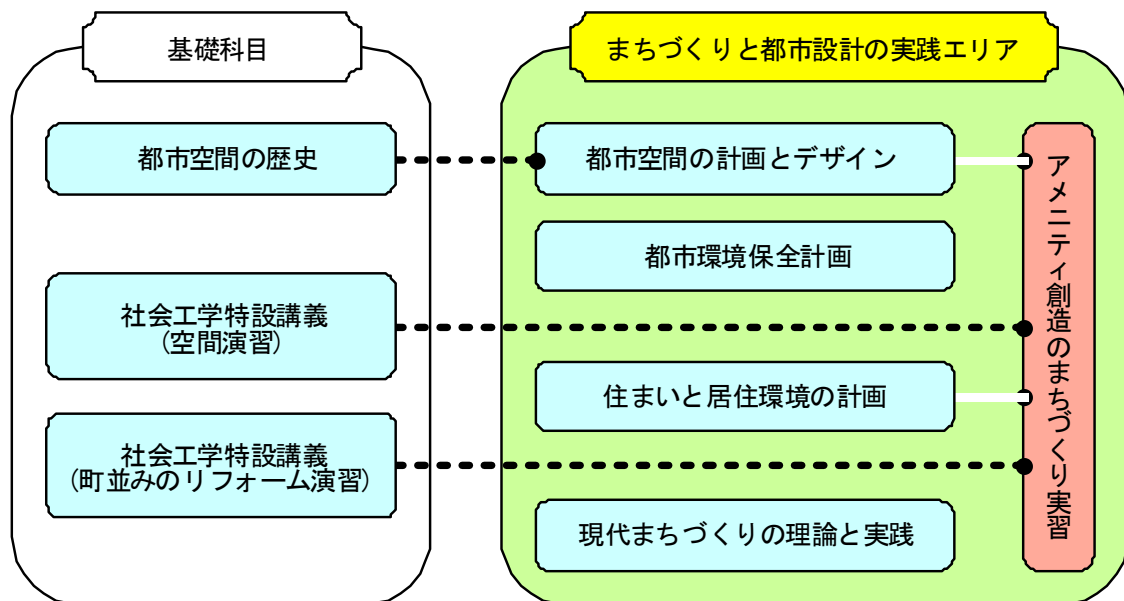 基礎科目
都市空間の歴史
社会工学特設講義
(空間演習)
社会工学特設講義
(町並みのリフォーム演習)
まちづくりと都市設計の実践エリア
都市空間の計画とデザイン
都市環境保全計画
住まいと居住環境の計画
現代まちづくりの理論と実践
アメニティ創造のまちづくり実習